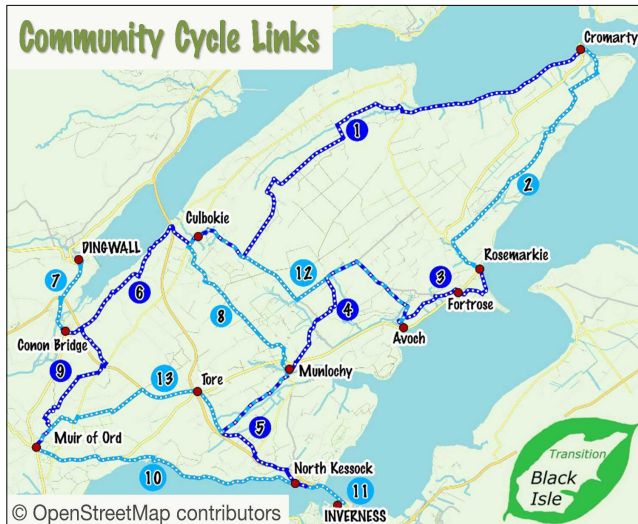 Community Cycle Links
Cromarty
1
2
Culbokie
DINGWALL
Rosemarkie
12
7
6
3
Fortrose
4
8
Avoch
Conon Bridge
9
13
Tore
Munlochy
5
Muir of Ord
10
North Kessock
11
INVERNESS
Transition
Black
Isle
© OpenStreetMap contributors